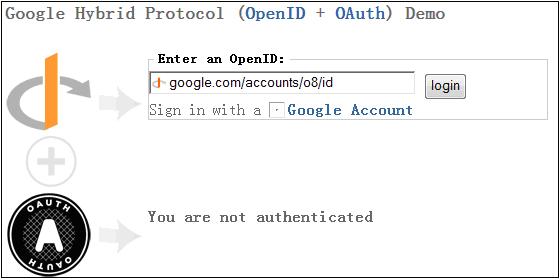 Google Hybrid Protocol (OpenID + OAuth) Demo
Enter an OpenID:
google.com/accounts/o8/id
login
Sign in with a Google Account
OAUTH
A
OAUTH
You are not authenticated